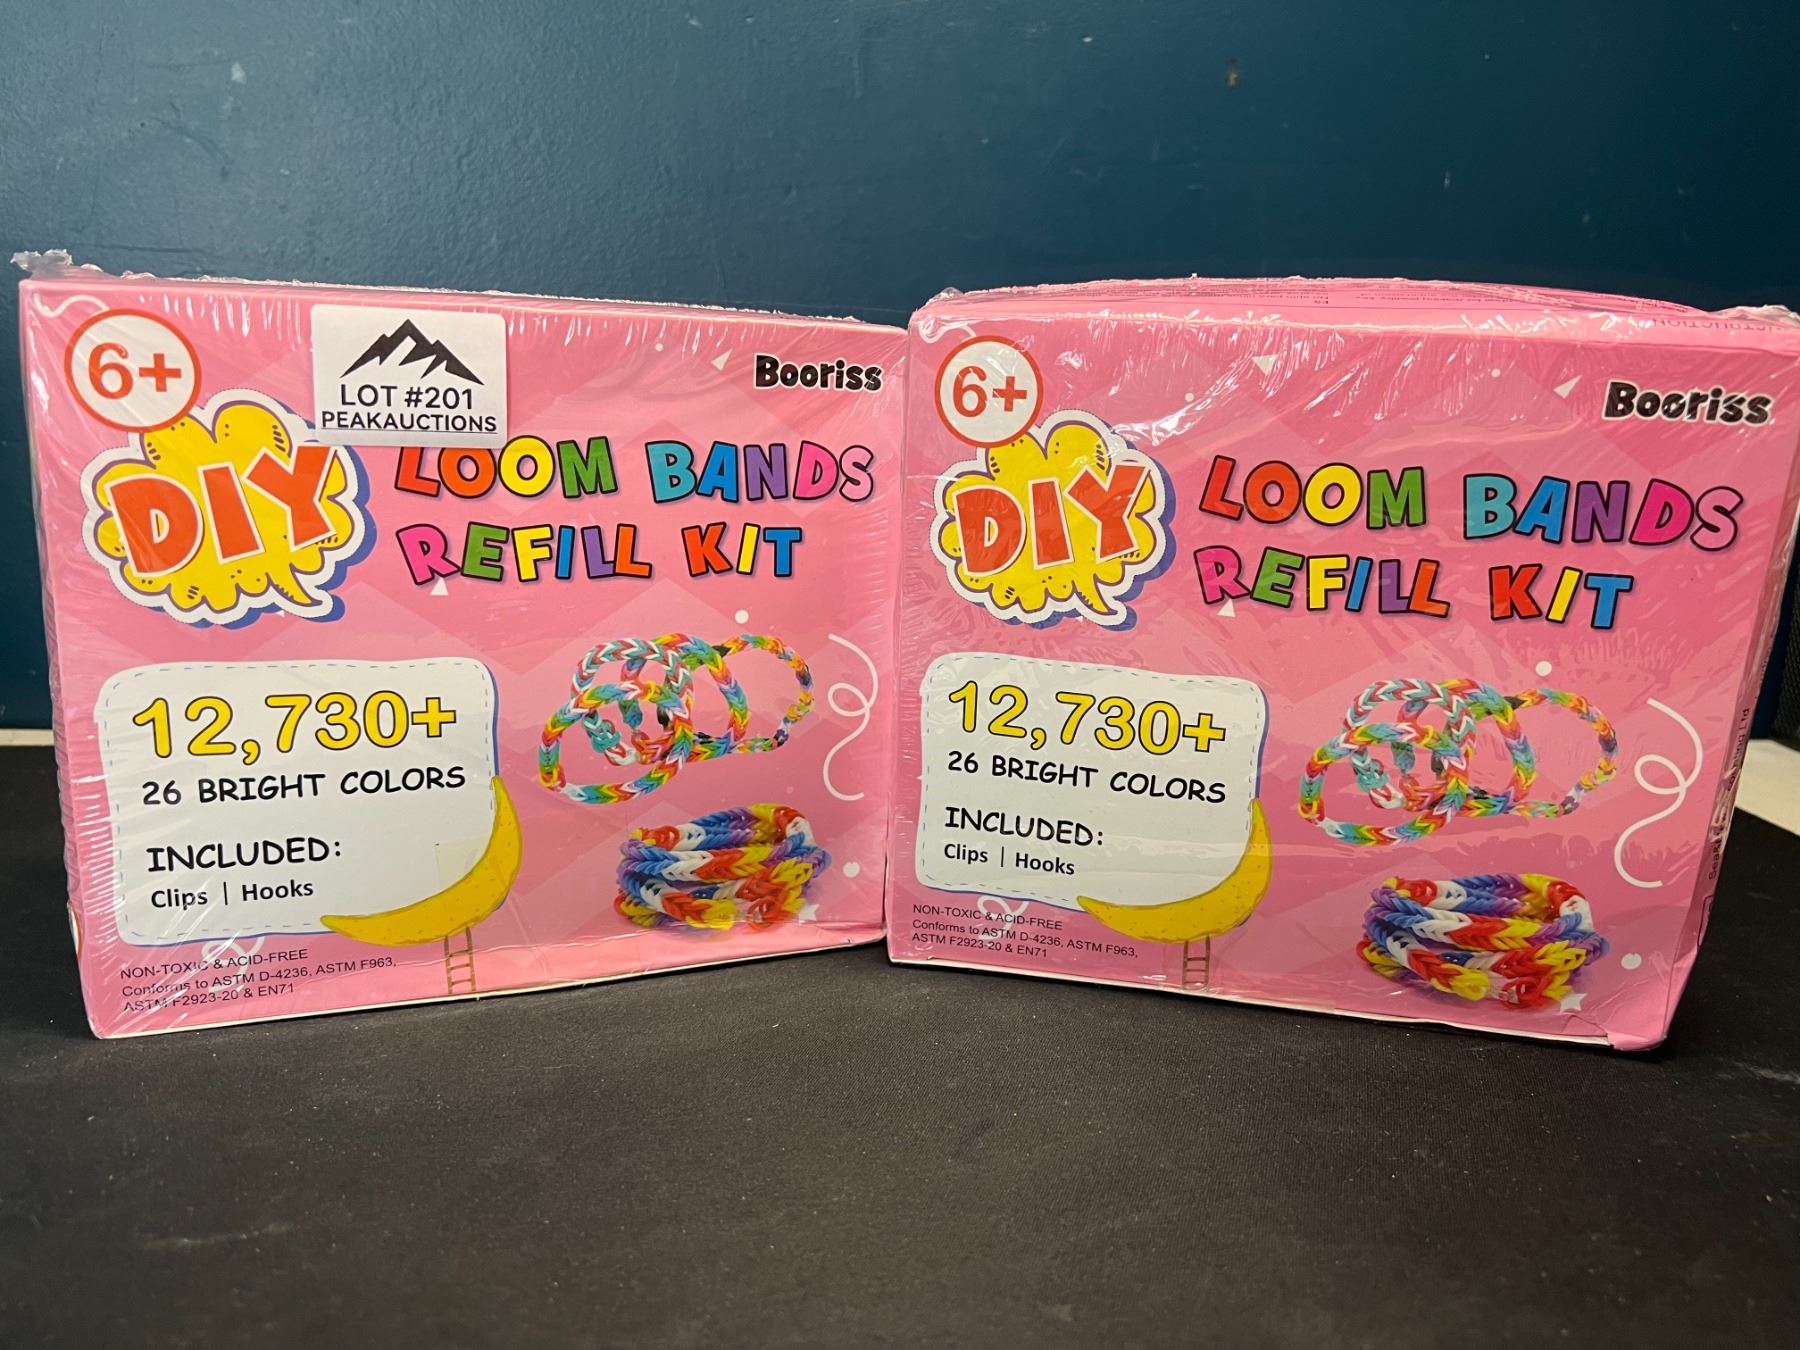 6+
LOT #201
PEAKAUCTIONS
Booriss
DIY
LOOM BANDS
REFILL KIT
12,730+
26 BRIGHT COLORS
INCLUDED:
Clips | Hooks
NON-TOXIC & ACID-FREE
Conforms to ASTM D-4236, ASTM F963,
ASTM F2923-20 & EN71
6+
Booriss
DIY
LOOM BANDS
REFILL KIT
12,730+
26 BRIGHT COLORS
INCLUDED:
Clips | Hooks
NON-TOXIC & ACID-FREE
Conforms to ASTM D-4236, ASTM F963,
ASTM F2923-20 & EN71